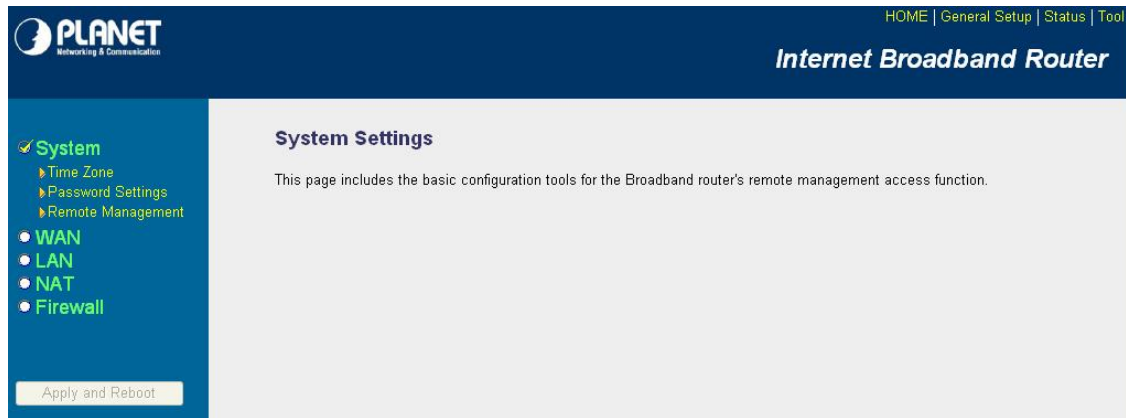 PLANET
Networking & Communication
HOME | General Setup | Status | Tool
Internet Broadband Router
System
Time Zone
Password Settings
Remote Management
WAN
LAN
NAT
Firewall
Apply and Reboot
System Settings
This page includes the basic configuration tools for the Broadband router's remote management access function.